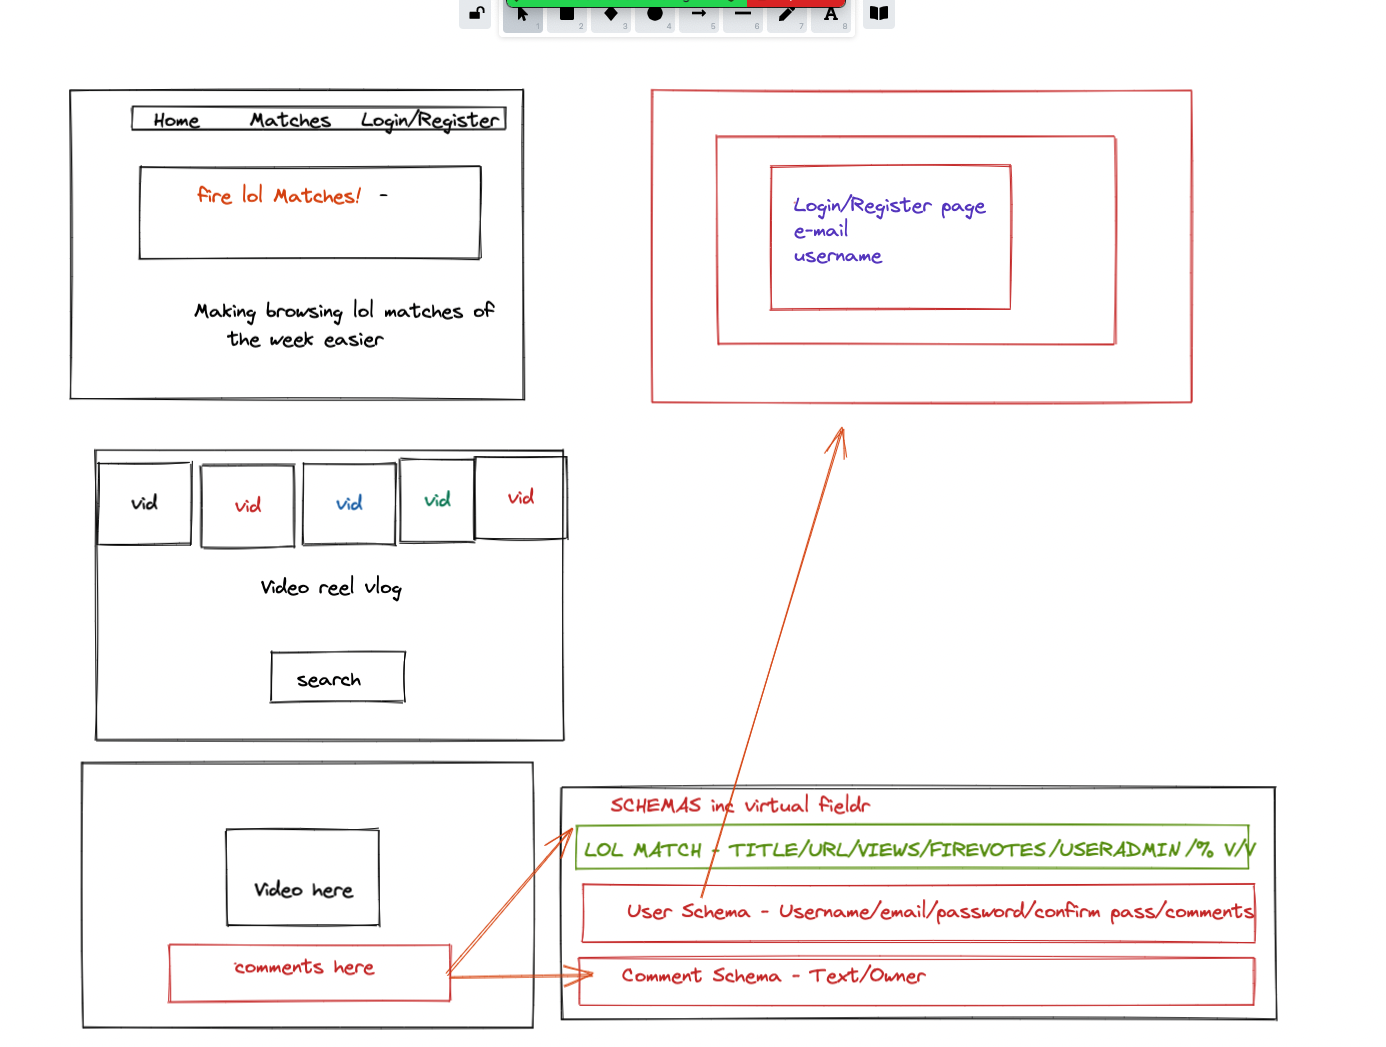 1
2
3
4
5
6
7
A
8
Home Matches Login/Register
fire lol Matches! -
Making browsing lol matches of
the week easier
Login/Register page
e-mail
username
vid vid vid vid vid
Video reel vlog
search
Video here
comments here
SCHEMAS inc virtual fieldr
LOL MATCH - TITLE/URL/VIEWS/FIREVOTES/USERADMIN/% V/V
User Schema - Username/email/password/confirm pass/comments
Comment Schema - Text/Owner